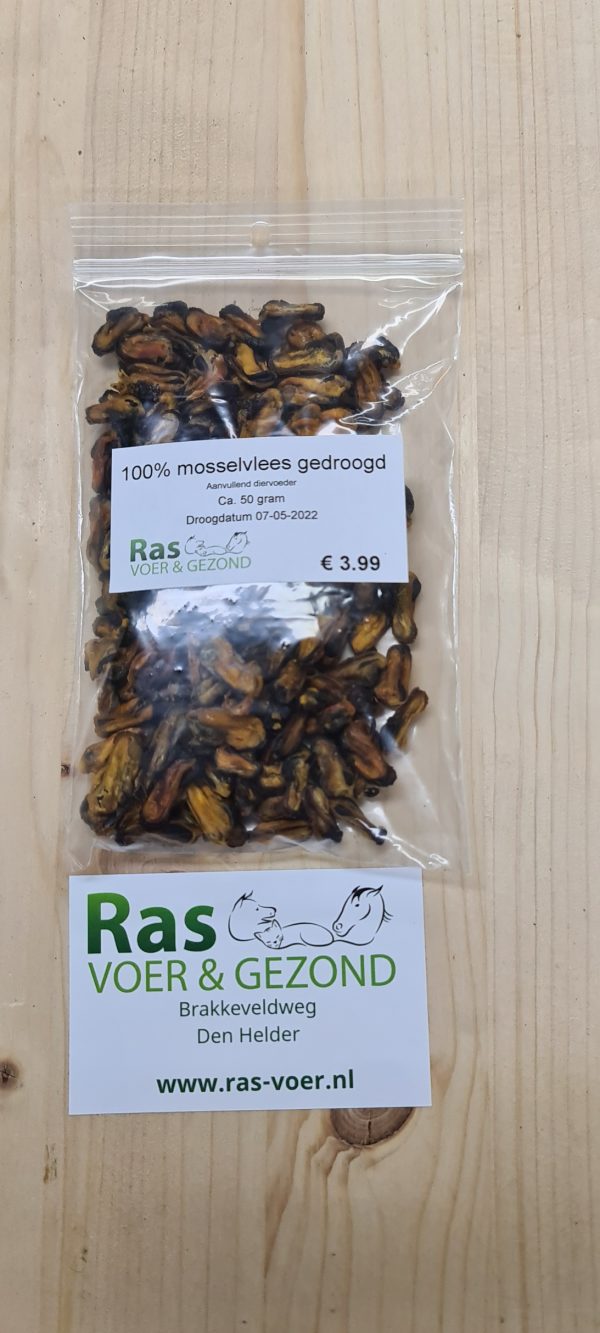 100% mosselvlees gedroogd
Aanvullend diervoeder
Ca. 50 gram
Droogdatum 07-05-2022
Ras
VOER & GEZOND
€ 3.99
Ras
VOER & GEZOND
Brakkeveldweg
Den Helder
www.ras-voer.nl